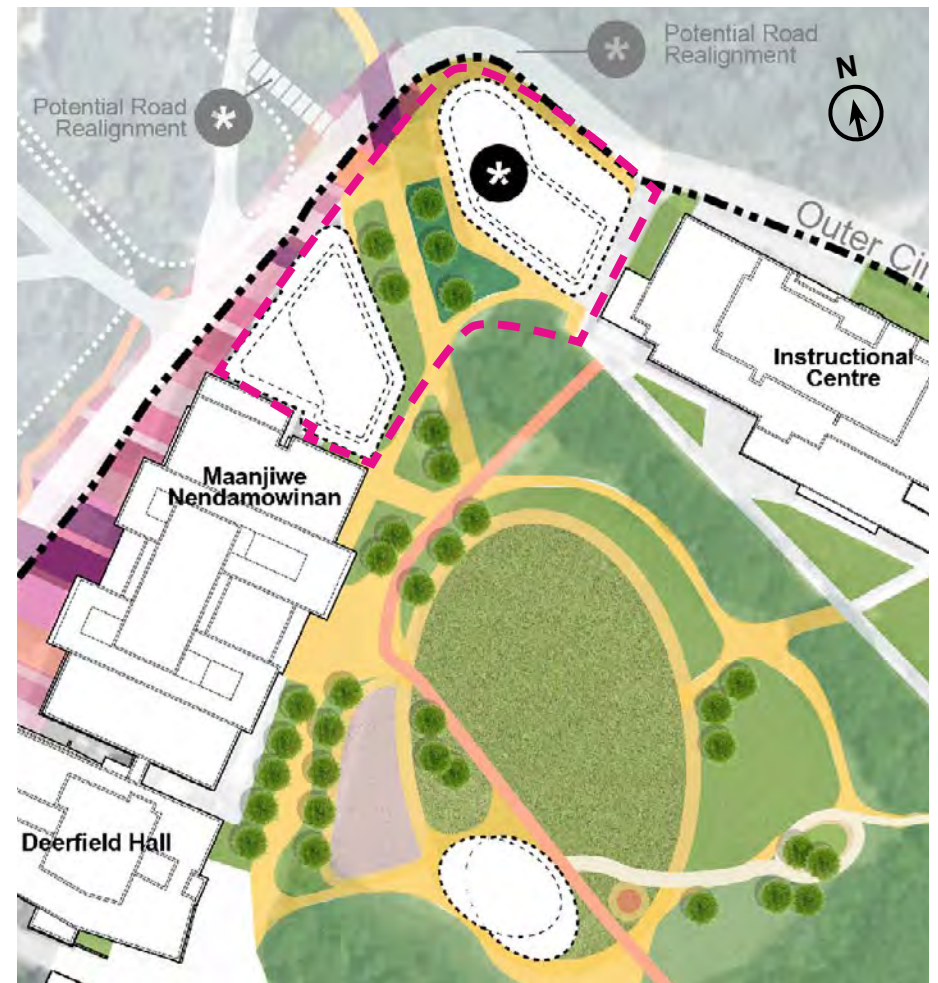 Potential Road
Realignment
*
N
Potential Road
Realignment
*
*
Outer Cir
Instructional
Centre
Maanjiwe
Nendamowinan
Deerfield Hall